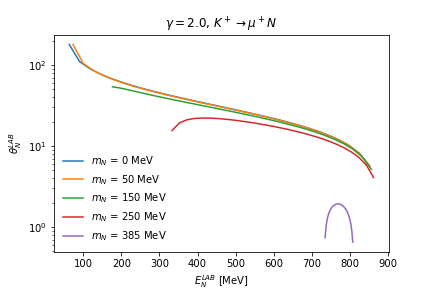 γ = 2.0, K⁺ → μ⁺N
θ_N^{LAB}
10²
10¹
10⁰
m_N = 0 MeV
m_N = 50 MeV
m_N = 150 MeV
m_N = 250 MeV
m_N = 385 MeV
100 200 300 400 500 600 700 800 900
E_N^{LAB} [MeV]